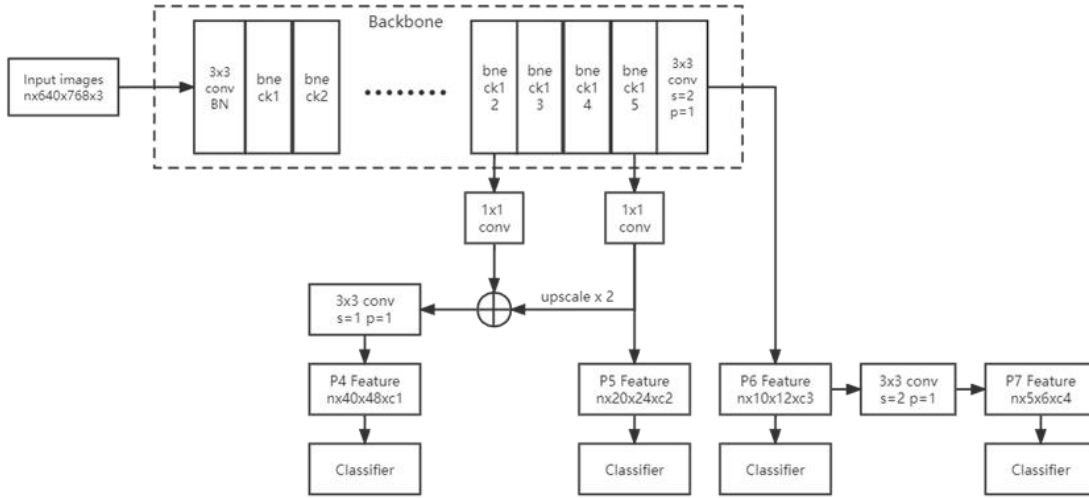 Backbone
Input images
nx640x768x3
3x3
conv
BN
bne
ck1
bne
ck2
bne
ck1
2
bne
ck1
3
bne
ck1
4
bne
ck1
5
3x3
conv
s=2
p=1
1x1
conv
1x1
conv
upscale x 2
3x3 conv
s=1 p=1
P4 Feature
nx40x48xc1
P5 Feature
nx20x24xc2
P6 Feature
nx10x12xc3
3x3 conv
s=2 p=1
P7 Feature
nx5x6xc4
Classifier
Classifier
Classifier
Classifier